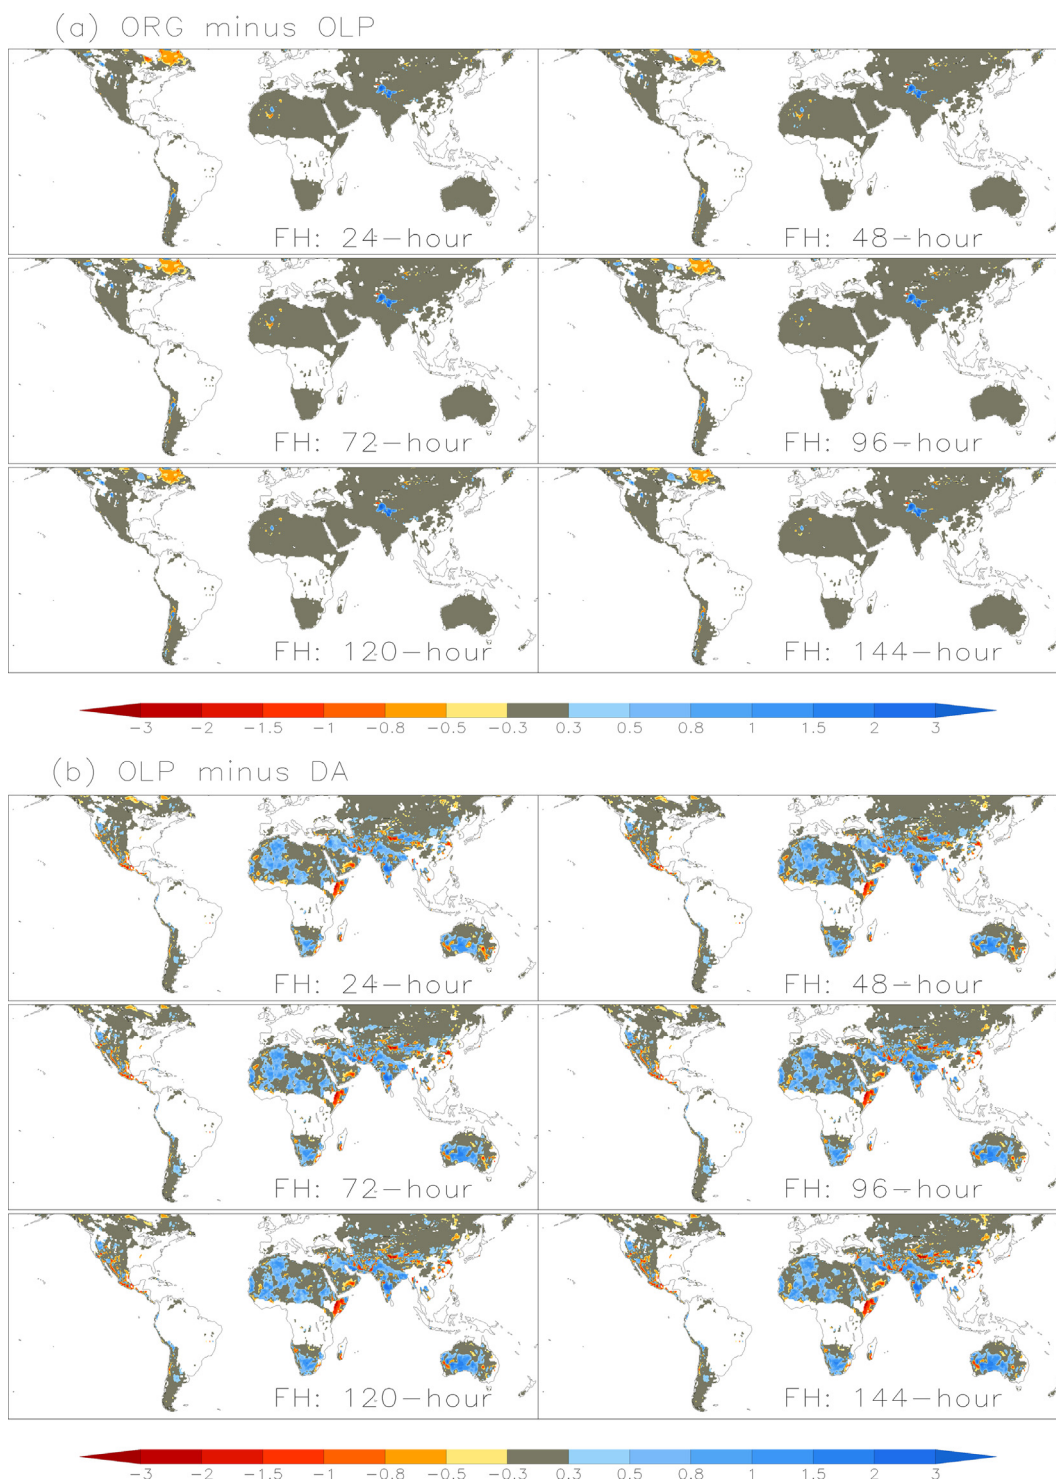 (a) ORG minus OLP
FH: 24-hour
FH: 48-hour
FH: 72-hour
FH: 96-hour
FH: 120-hour
FH: 144-hour
-3 -2 -1.5 -1 -0.8 -0.5 -0.3 0.3 0.5 0.8 1 1.5 2 3
(b) OLP minus DA
FH: 24-hour
FH: 48-hour
FH: 72-hour
FH: 96-hour
FH: 120-hour
FH: 144-hour
-3 -2 -1.5 -1 -0.8 -0.5 -0.3 0.3 0.5 0.8 1 1.5 2 3